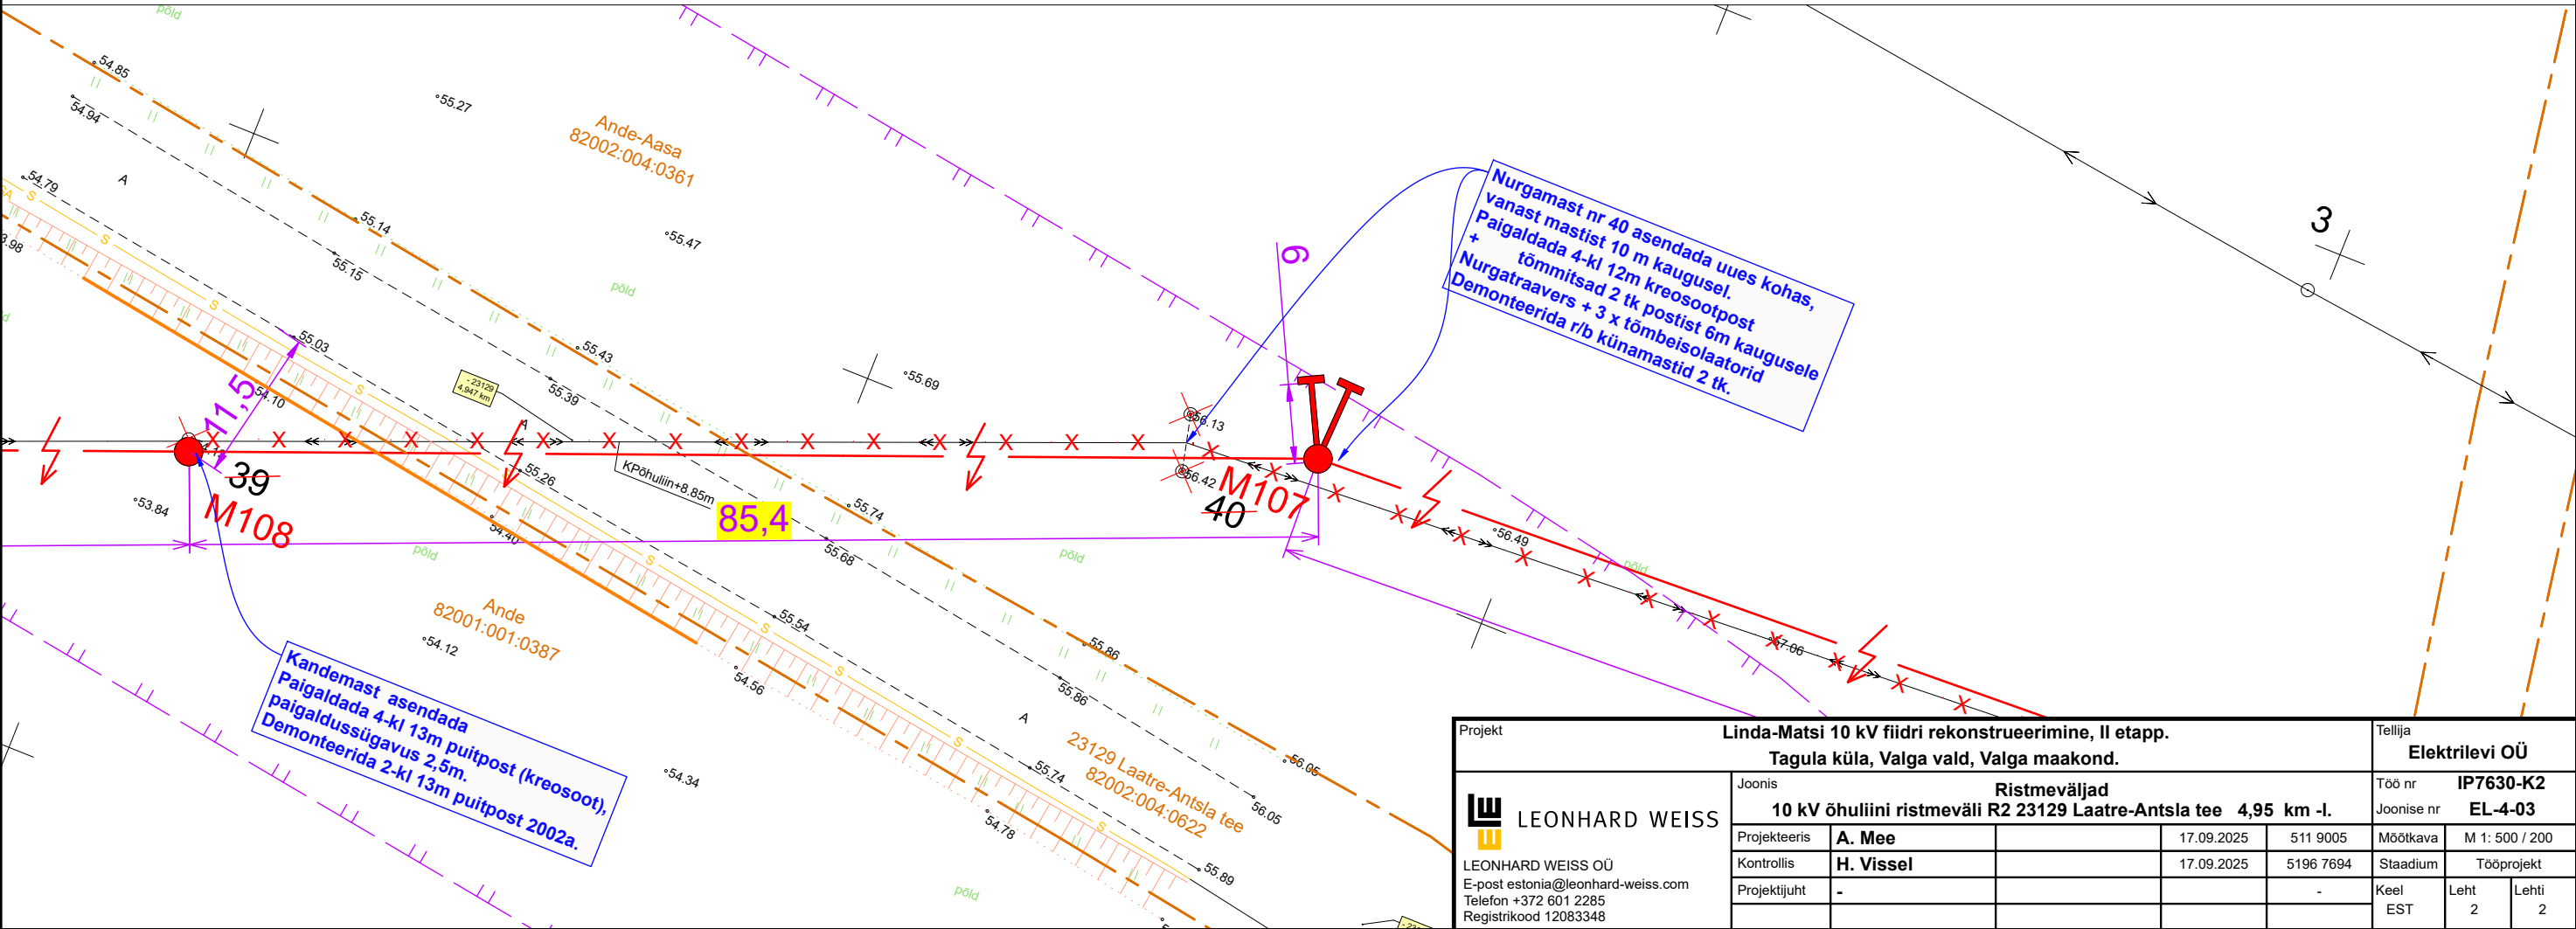 põld
54.85
54.94
55.27
Ande-Aasa
82002:004:0361
54.79
A
S
S
55.14
55.15
55.47
põld
3
Nurgamast nr 40 asendada uues kohas,
vanast mastist 10 m kaugusel.
Paigaldada 4-kl 12m kreosootpost
+
tõmmitsad 2 tk postist 6m kaugusele
Nurgatraavers + 3 x tõmbeisolaatorid
Demonteerida r/b künamastid 2 tk.
6
S
55.03
55.43
S
11,5
54.10
- 23129
4.947 km
55.39
55.69
A
56.13
39
M108
53.84
55.26
KPõhuliin+8.85m
85,4
55.74
56.42
M107
40
56.49
54.40
põld
55.68
põld
põld
S
Ande
82001:001:0387
54.12
55.54
S
55.86
57.06
S
54.56
55.86
Kandemast asendada
Paigaldada 4-kl 13m puitpost (kreosoot),
paigaldussügavus 2,5m.
Demonteerida 2-kl 13m puitpost 2002a.
54.34
A
23129 Laatre-Antsla tee
82002:004:0622
S
55.74
56.05
56.05
54.78
S
55.89
põld
Projekt
Linda-Matsi 10 kV fiidri rekonstrueerimine, II etapp.
Tagula küla, Valga vald, Valga maakond.
Tellija
Elektrilevi OÜ
LEONHARD WEISS
LEONHARD WEISS OÜ
E-post estonia@leonhard-weiss.com
Telefon +372 601 2285
Registrikood 12083348
Joonis
Ristmeväljad
10 kV õhuliini ristmeväli R2 23129 Laatre-Antsla tee 4,95 km -l.
Töö nr IP7630-K2
Joonise nr EL-4-03
Projekteeris A. Mee 17.09.2025 511 9005
Mõõtkava M 1: 500 / 200
Kontrollis H. Vissel 17.09.2025 5196 7694
Staadium Tööprojekt
Projektijuht - -
Keel Leht Lehti
EST 2 2